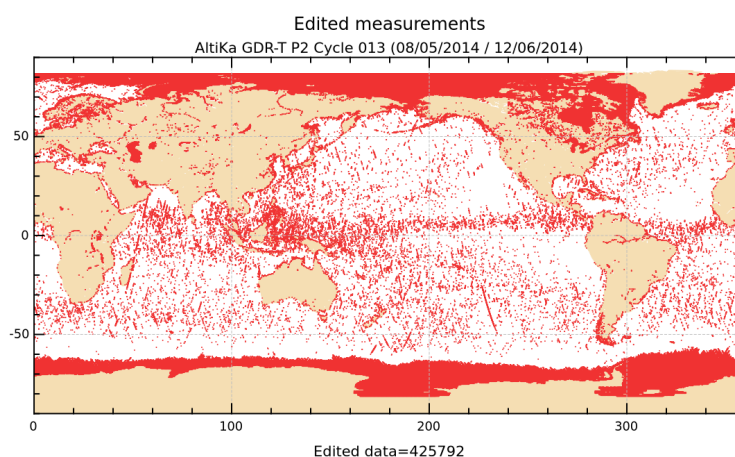 Edited measurements
AltiKa GDR-T P2 Cycle 013 (08/05/2014 / 12/06/2014)
50
0
-50
0 100 200 300
Edited data=425792